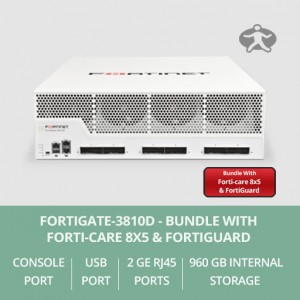 FORTINET
Bundle With
Forti-care 8x5
& FortiGuard
FORTIGATE-3810D - BUNDLE WITH
FORTI-CARE 8X5 & FORTIGUARD
CONSOLE PORT
USB PORT
2 GE RJ45 PORTS
960 GB INTERNAL STORAGE